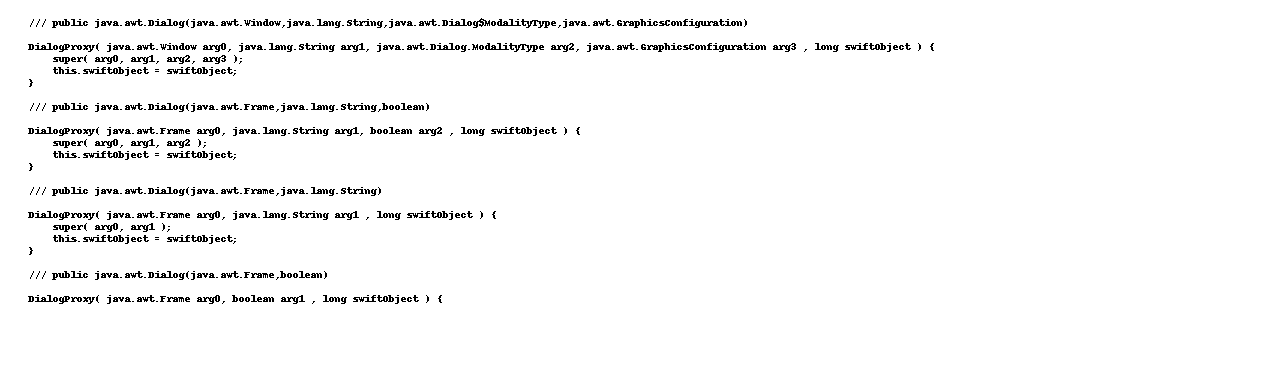 /// public java.awt.Dialog(java.awt.Window,java.lang.String,java.awt.Dialog$ModalityType,java.awt.GraphicsConfiguration)
DialogProxy( java.awt.Window arg0, java.lang.String arg1, java.awt.Dialog.ModalityType arg2, java.awt.GraphicsConfiguration arg3 , long swiftObject ) {
super( arg0, arg1, arg2, arg3 );
this.swiftObject = swiftObject;
}
/// public java.awt.Dialog(java.awt.Frame,java.lang.String,boolean)
DialogProxy( java.awt.Frame arg0, java.lang.String arg1, boolean arg2 , long swiftObject ) {
super( arg0, arg1, arg2 );
this.swiftObject = swiftObject;
}
/// public java.awt.Dialog(java.awt.Frame,java.lang.String)
DialogProxy( java.awt.Frame arg0, java.lang.String arg1 , long swiftObject ) {
super( arg0, arg1 );
this.swiftObject = swiftObject;
}
/// public java.awt.Dialog(java.awt.Frame,boolean)
DialogProxy( java.awt.Frame arg0, boolean arg1 , long swiftObject ) {